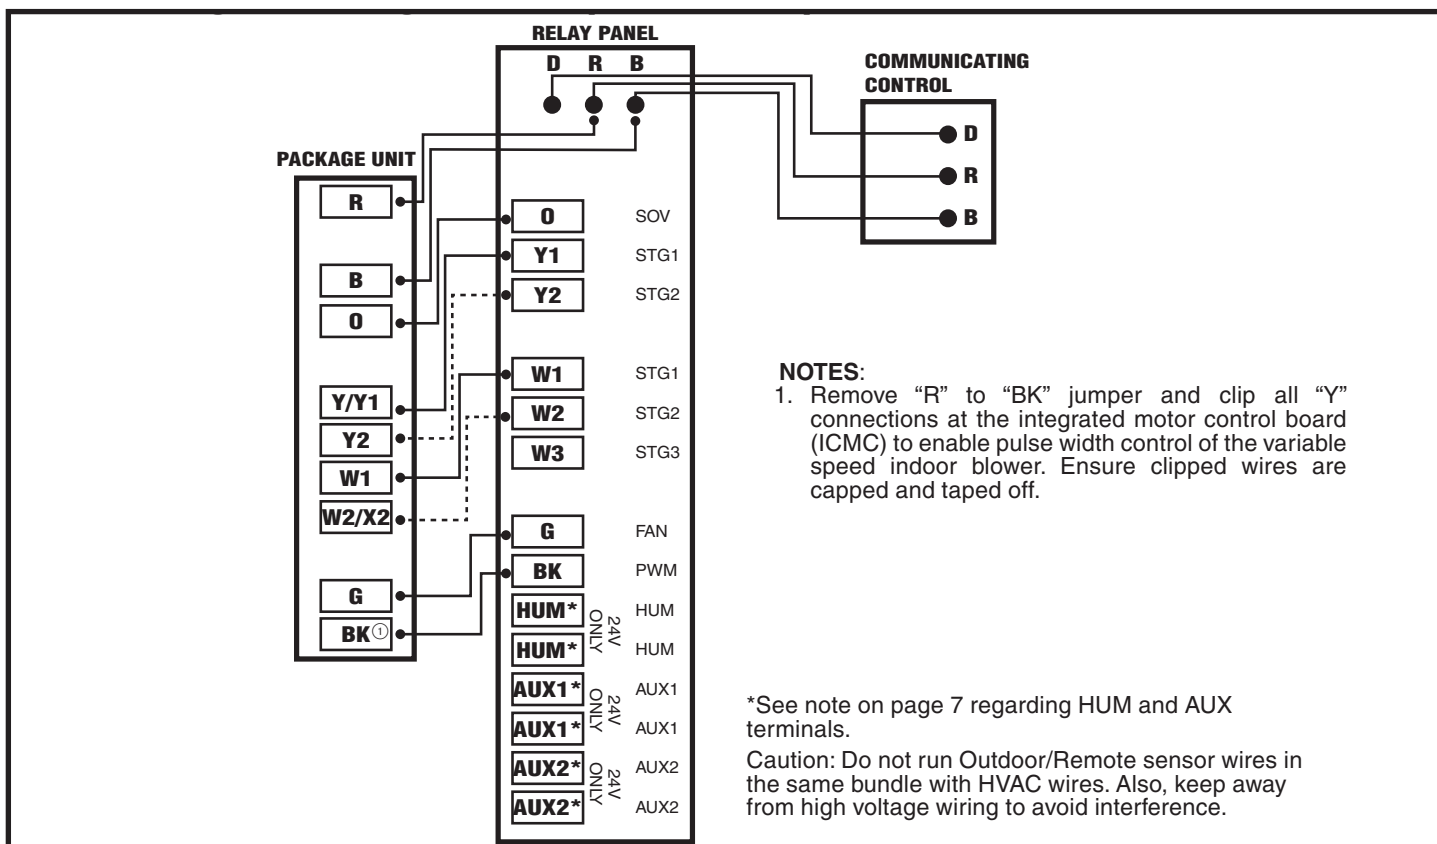 RELAY PANEL
D R B
COMMUNICATING
CONTROL
D
R
B
PACKAGE UNIT
R
B
O
Y/Y1
Y2
W1
W2/X2
G
BK①
O SOV
Y1 STG1
Y2 STG2
W1 STG1
W2 STG2
W3 STG3
G FAN
BK PWM
HUM* HUM
HUM* HUM
24V
ONLY
AUX1* AUX1
AUX1* AUX1
24V
ONLY
AUX2* AUX2
AUX2* AUX2
24V
ONLY
NOTES:
1. Remove “R” to “BK” jumper and clip all “Y”
connections at the integrated motor control board
(ICMC) to enable pulse width control of the variable
speed indoor blower. Ensure clipped wires are
capped and taped off.
*See note on page 7 regarding HUM and AUX
terminals.
Caution: Do not run Outdoor/Remote sensor wires in
the same bundle with HVAC wires. Also, keep away
from high voltage wiring to avoid interference.